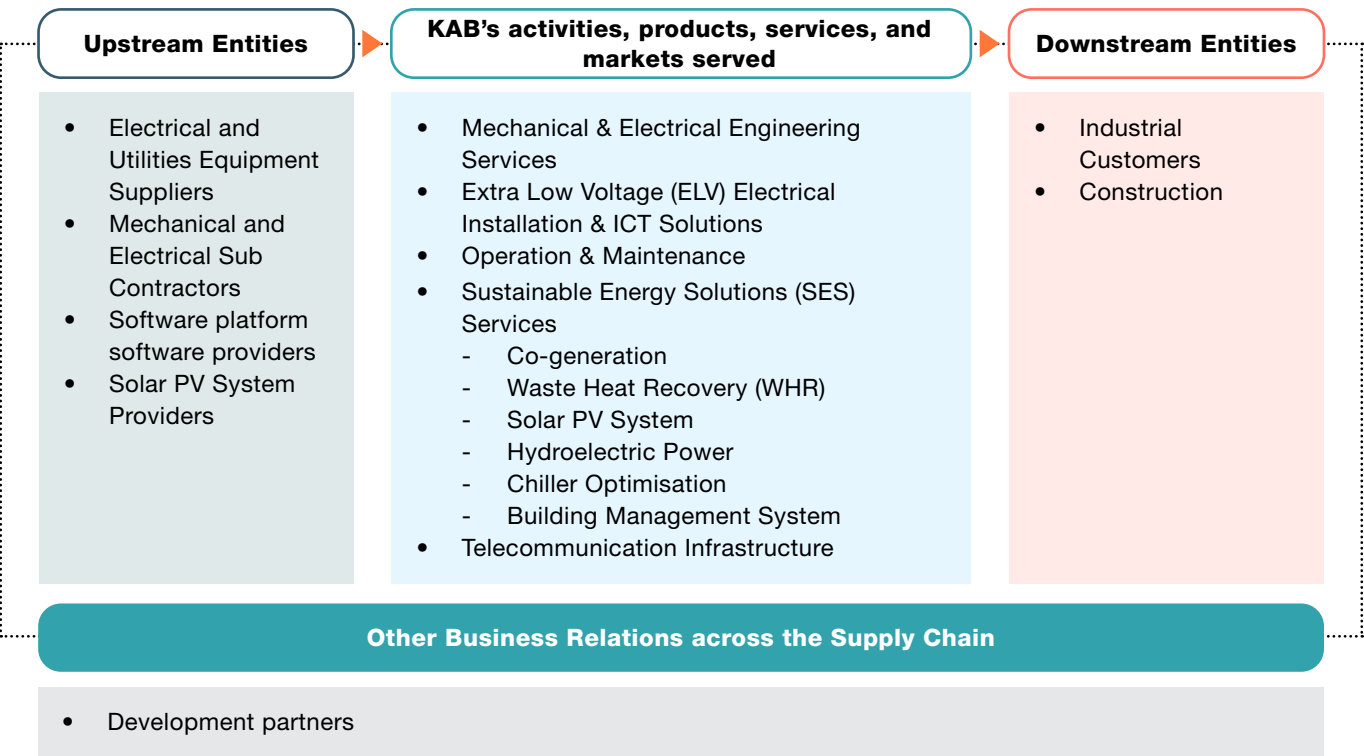 Upstream Entities
KAB’s activities, products, services, and
markets served
Downstream Entities
• Electrical and
Utilities Equipment
Suppliers
• Mechanical and
Electrical Sub
Contractors
• Software platform
software providers
• Solar PV System
Providers
• Mechanical & Electrical Engineering
Services
• Extra Low Voltage (ELV) Electrical
Installation & ICT Solutions
• Operation & Maintenance
• Sustainable Energy Solutions (SES)
Services
- Co-generation
- Waste Heat Recovery (WHR)
- Solar PV System
- Hydroelectric Power
- Chiller Optimisation
- Building Management System
• Telecommunication Infrastructure
• Industrial
Customers
• Construction
Other Business Relations across the Supply Chain
• Development partners